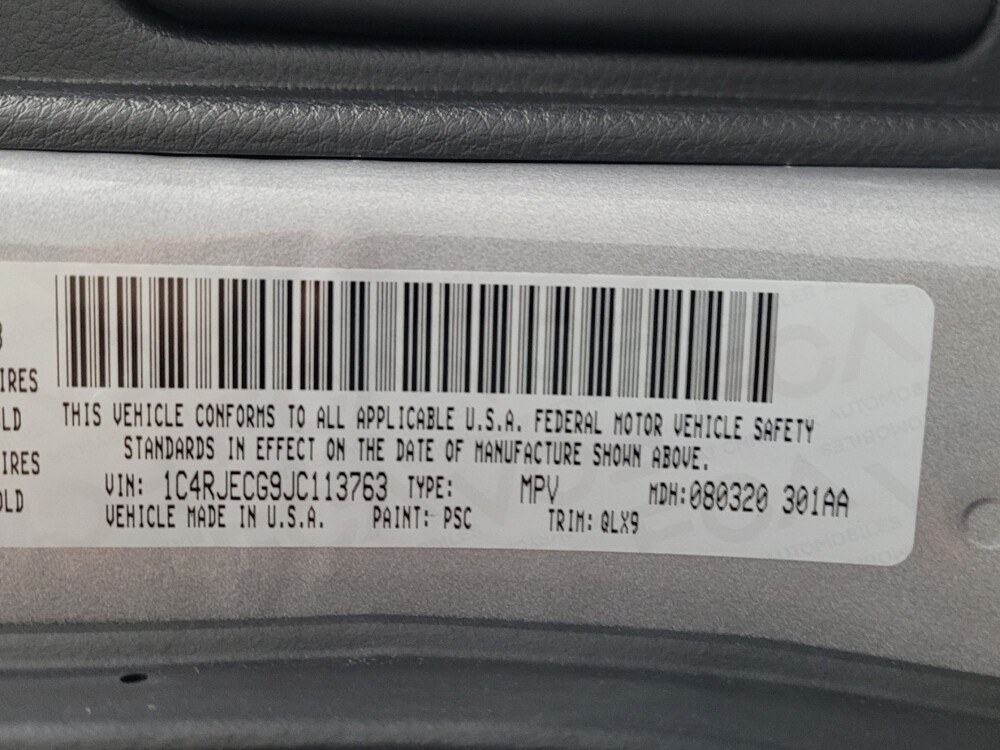 IRES
OLD
IRES
OLD
THIS VEHICLE CONFORMS TO ALL APPLICABLE U.S.A. FEDERAL MOTOR VEHICLE SAFETY
STANDARDS IN EFFECT ON THE DATE OF MANUFACTURE SHOWN ABOVE.
VIN: 1C4RJECG9JC113763 TYPE: MPV MDH:080320 301AA
VEHICLE MADE IN U.S.A. PAINT: PSC TRIM: QLX9